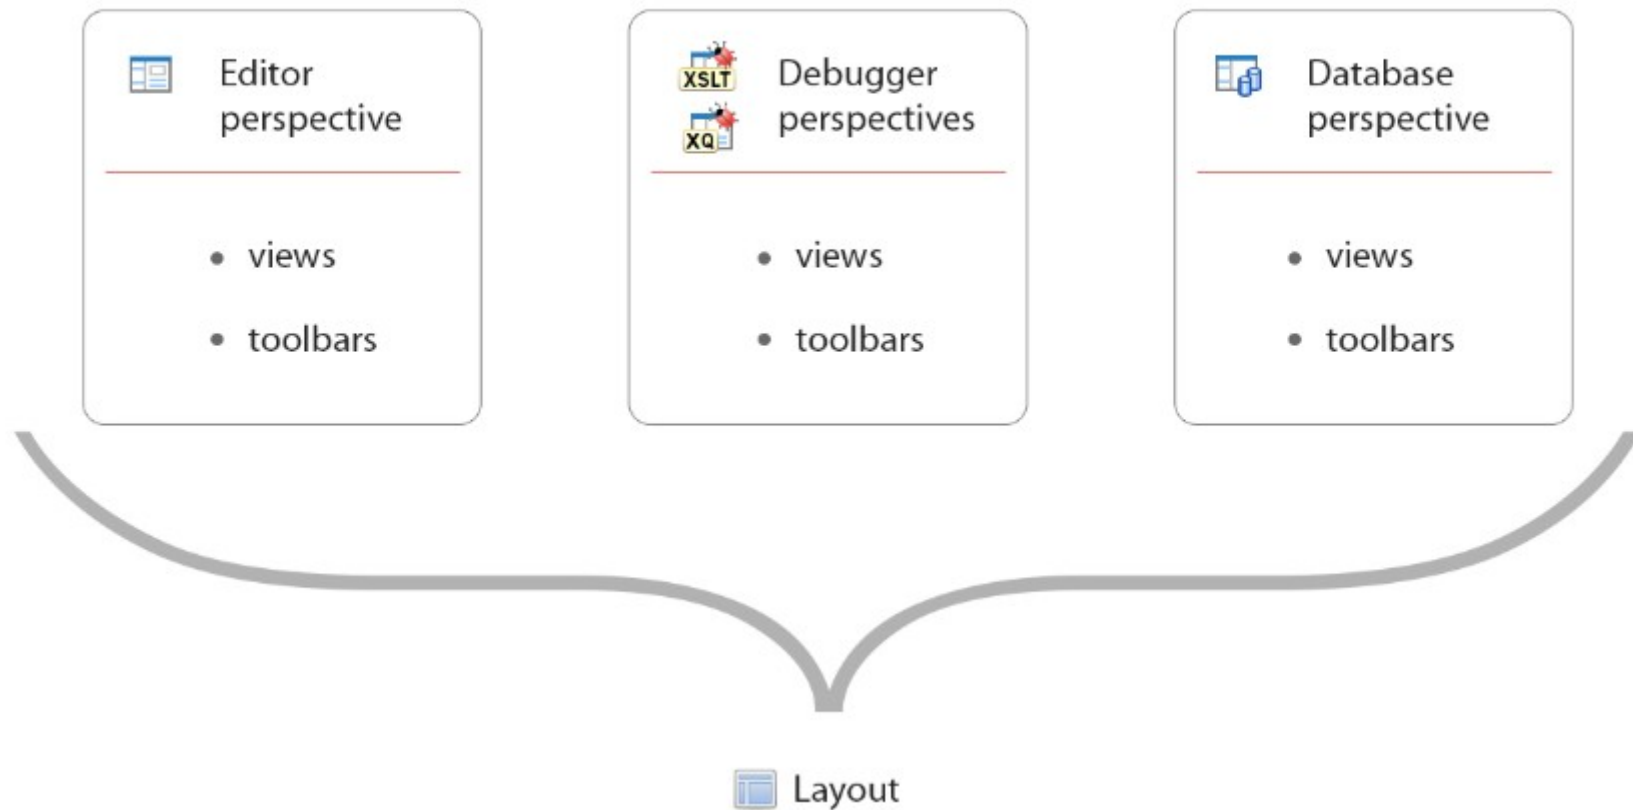 Editor
perspective
• views
• toolbars
XSLT
XQ
Debugger
perspectives
• views
• toolbars
Database
perspective
• views
• toolbars
Layout